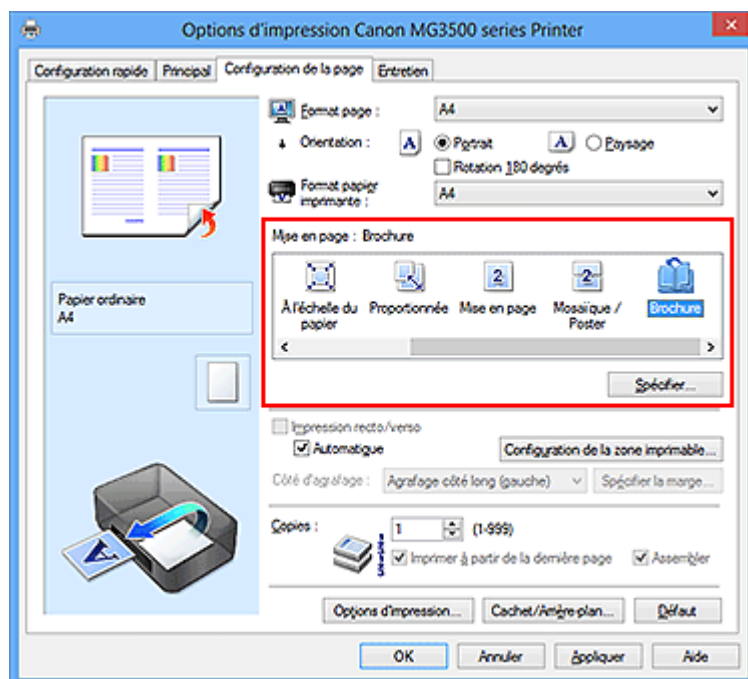 Options d'impression Canon MG3500 series Printer
Configuration rapide
Principal
Configuration de la page
Entretien
Format page :
A4
Orientation :
A
Portrait
A
Paysage
Rotation 180 degrés
Format papier
imprimante :
A4
Mise en page : Brochure
2
2
À l'échelle du
papier
Proportionnée
Mise en page
Mosaïque /
Poster
Brochure
Spécifier...
Papier ordinaire
A4
Impression recto/verso
Automatique
Configuration de la zone imprimable...
Côté d'agrafage :
Agrafage côté long (gauche)
Spécifier la marge...
Copies :
1
(1-999)
Imprimer à partir de la dernière page
Assembler
A
Options d'impression...
Cachet/Arrière-plan...
Défaut
OK
Annuler
Appliquer
Aide